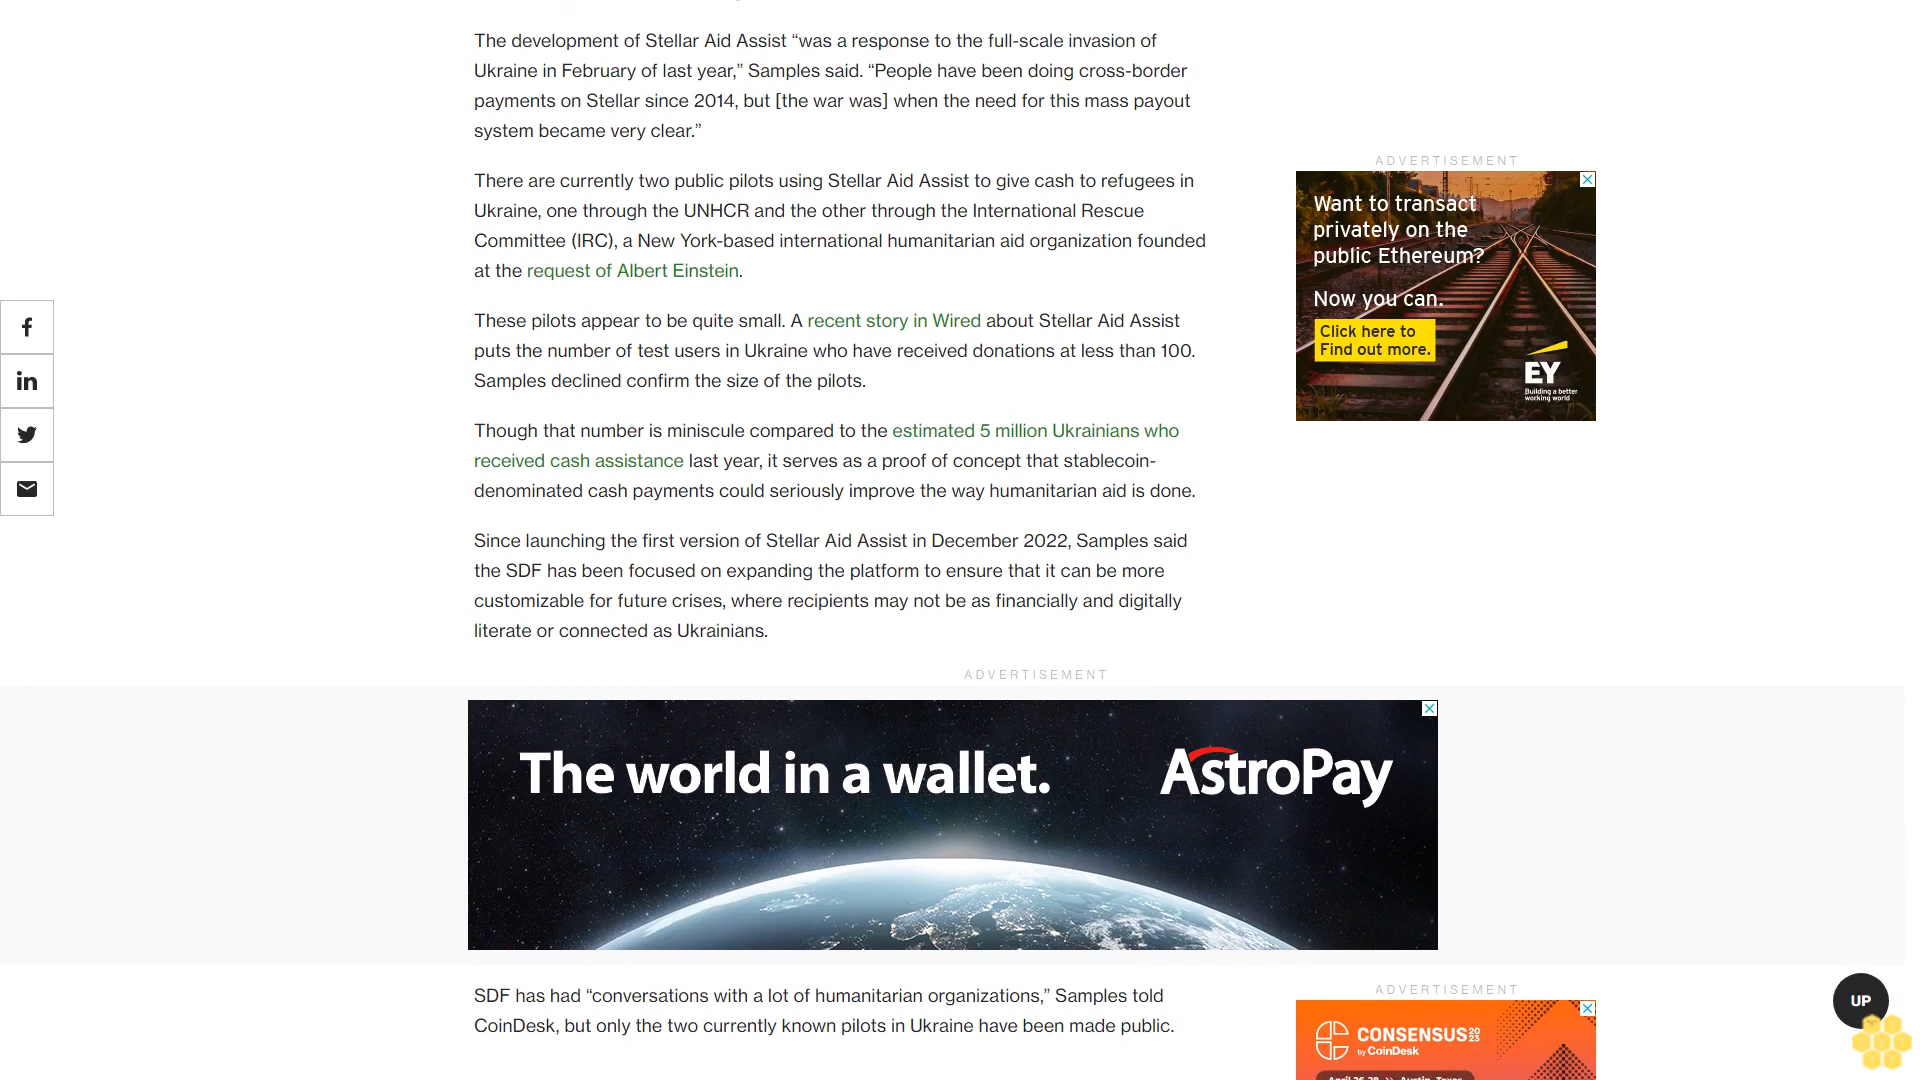 The development of Stellar Aid Assist “was a response to the full-scale invasion of
Ukraine in February of last year,” Samples said. “People have been doing cross-border
payments on Stellar since 2014, but [the war was] when the need for this mass payout
system became very clear.”
There are currently two public pilots using Stellar Aid Assist to give cash to refugees in
Ukraine, one through the UNHCR and the other through the International Rescue
Committee (IRC), a New York-based international humanitarian aid organization founded
at the request of Albert Einstein.
These pilots appear to be quite small. A recent story in Wired about Stellar Aid Assist
puts the number of test users in Ukraine who have received donations at less than 100.
Samples declined confirm the size of the pilots.
Though that number is miniscule compared to the estimated 5 million Ukrainians who
received cash assistance last year, it serves as a proof of concept that stablecoin-
denominated cash payments could seriously improve the way humanitarian aid is done.
Since launching the first version of Stellar Aid Assist in December 2022, Samples said
the SDF has been focused on expanding the platform to ensure that it can be more
customizable for future crises, where recipients may not be as financially and digitally
literate or connected as Ukrainians.
ADVERTISEMENT
Want to transact
privately on the
public Ethereum?
Now you can.
Click here to
Find out more.
EY
Building a better
working world
ADVERTISEMENT
The world in a wallet.
AstroPay
SDF has had “conversations with a lot of humanitarian organizations,” Samples told
CoinDesk, but only the two currently known pilots in Ukraine have been made public.
ADVERTISEMENT
CONSENSUS 2023
by CoinDesk
UP